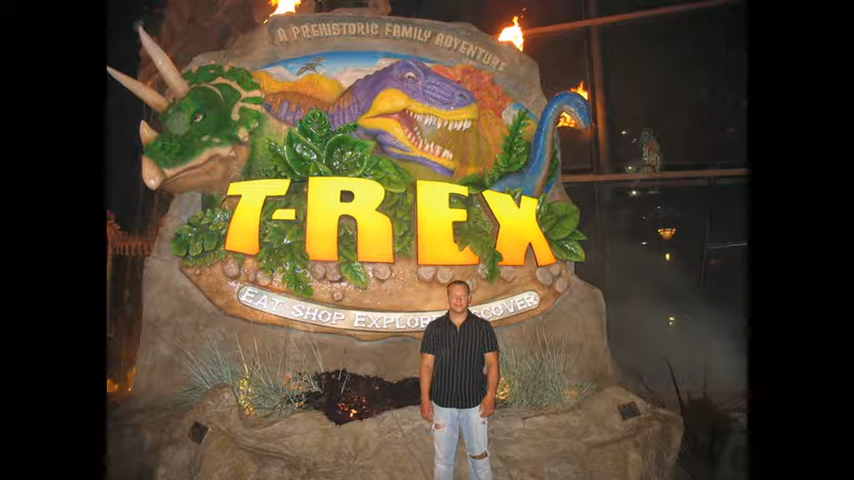 A PREHISTORIC FAMILY ADVENTURE
T-REX
EAT SHOP EXPLORE DISCOVER